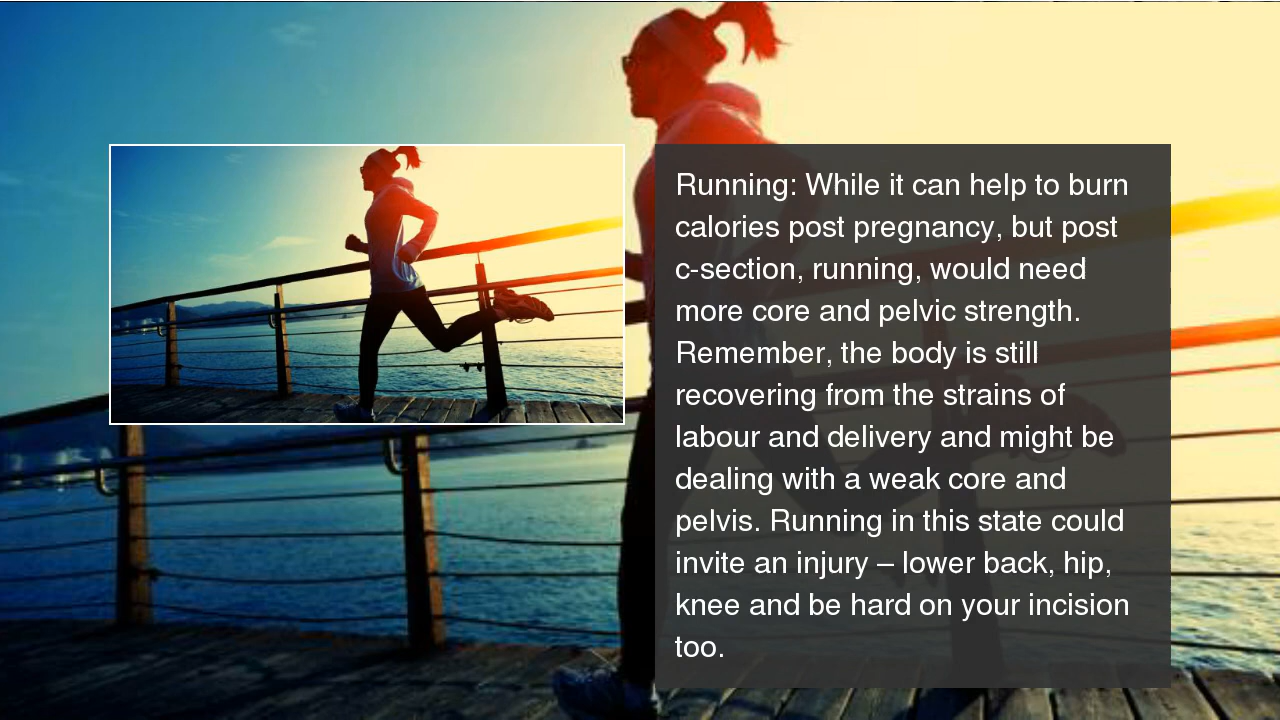 Running: While it can help to burn
calories post pregnancy, but post
c-section, running, would need
more core and pelvic strength.
Remember, the body is still
recovering from the strains of
labour and delivery and might be
dealing with a weak core and
pelvis. Running in this state could
invite an injury – lower back, hip,
knee and be hard on your incision
too.